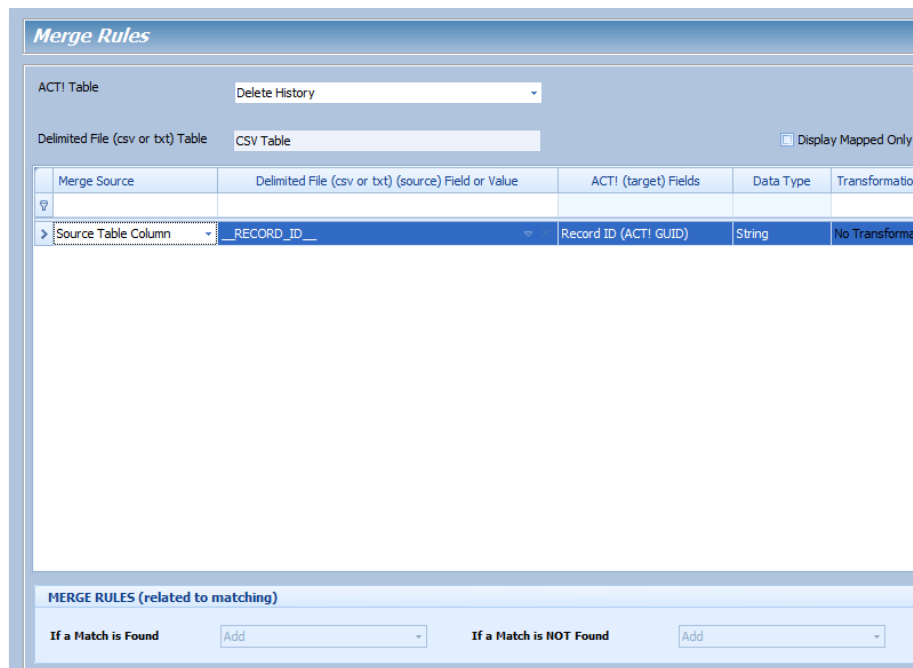 Merge Rules
ACT! Table
Delete History
Delimited File (csv or txt) Table
CSV Table
Display Mapped Only
Merge Source Delimited File (csv or txt) (source) Field or Value ACT! (target) Fields Data Type Transformatio
Source Table Column __RECORD_ID__ Record ID (ACT! GUID) String No Transforma
MERGE RULES (related to matching)
If a Match is Found Add If a Match is NOT Found Add